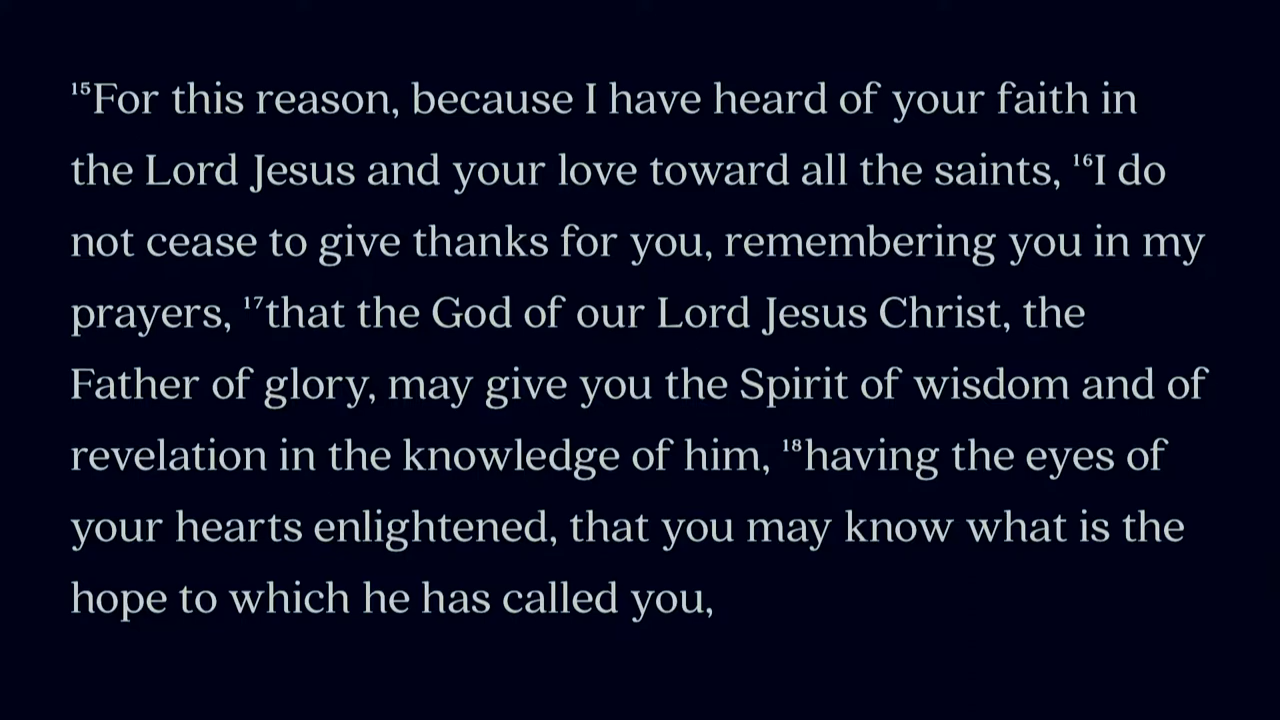 ¹⁵For this reason, because I have heard of your faith in
the Lord Jesus and your love toward all the saints, ¹⁶I do
not cease to give thanks for you, remembering you in my
prayers, ¹⁷that the God of our Lord Jesus Christ, the
Father of glory, may give you the Spirit of wisdom and of
revelation in the knowledge of him, ¹⁸having the eyes of
your hearts enlightened, that you may know what is the
hope to which he has called you,